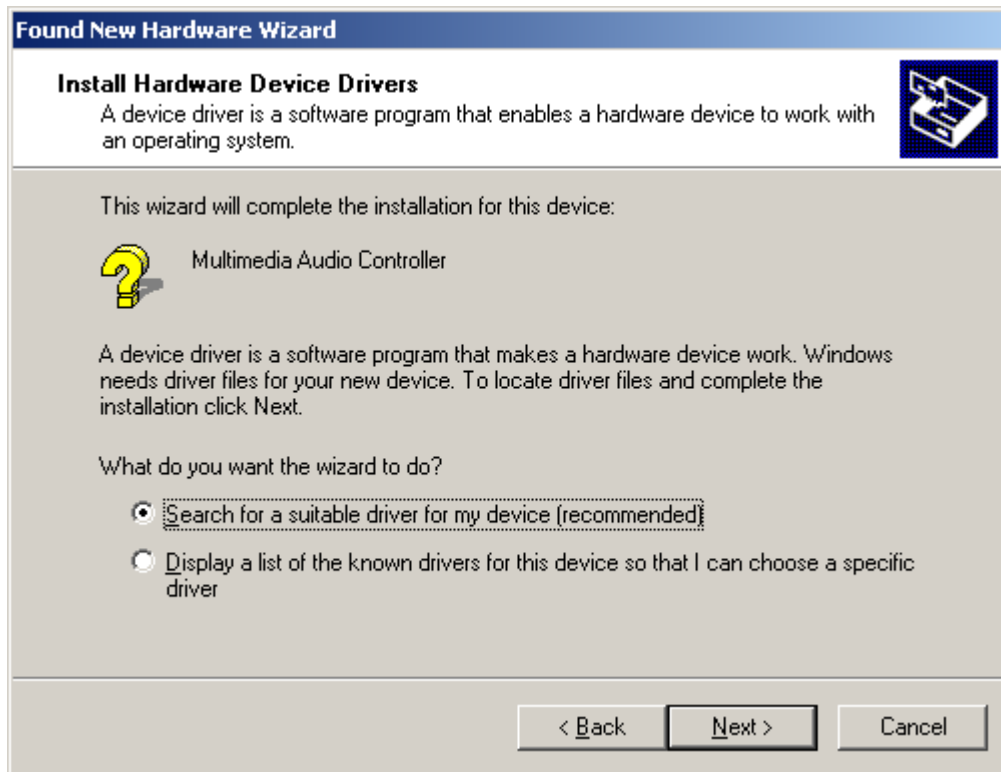 Found New Hardware Wizard
Install Hardware Device Drivers
A device driver is a software program that enables a hardware device to work with
an operating system.
This wizard will complete the installation for this device:
Multimedia Audio Controller
A device driver is a software program that makes a hardware device work. Windows
needs driver files for your new device. To locate driver files and complete the
installation click Next.
What do you want the wizard to do?
Search for a suitable driver for my device (recommended)
Display a list of the known drivers for this device so that I can choose a specific
driver
< Back Next > Cancel